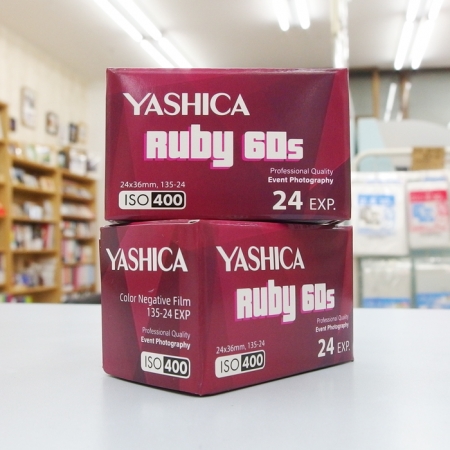 YASHICA
Ruby 60s
Professional Quality
Event Photography
24x36mm, 135-24
ISO 400
24 EXP.
YASHICA
Color Negative Film
135-24 EXP
Professional Quality
Event Photography
ISO 400
YASHICA
Ruby 60s
Professional Quality
Event Photography
24x36mm, 135-24
ISO 400
24 EXP.